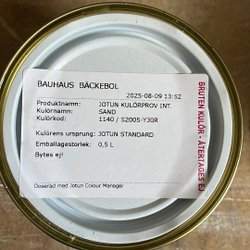 BAUHAUS BÄCKEBOL
2025-08-09 13:52
Produktnamn: JOTUN KULÖRPROV INT.
Kulörnamn: SAND
Kulörkod: 1140 / S2005-Y30R
Kulörens ursprung: JOTUN STANDARD
Emballagestorlek: 0,5 L
Bytes ej!
Doserad med Jotun Colour Manager
BRUTEN KULÖR - ÅTERTAGES EJ